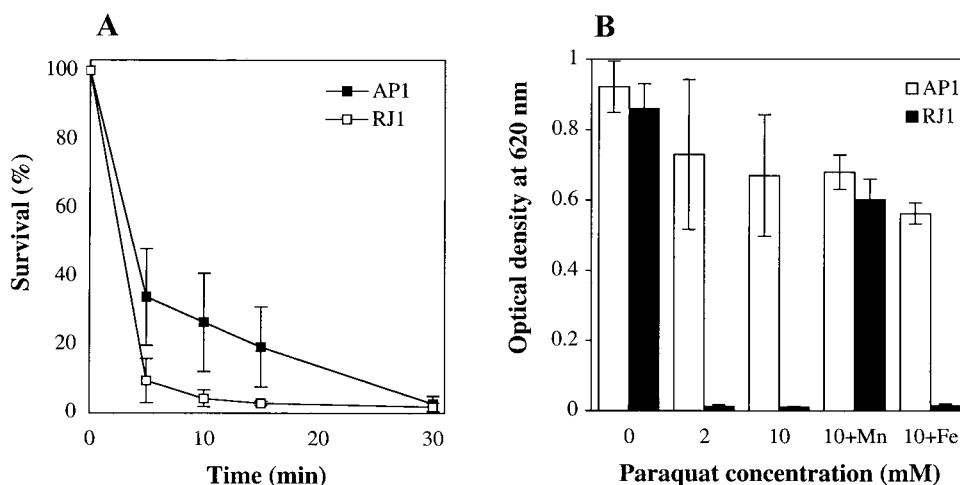 A
100
80
60
40
20
0
Survival (%)
AP1
RJ1
0
10
20
30
Time (min)
B
1
0.8
0.6
0.4
0.2
0
Optical density at 620 nm
AP1
RJ1
0
2
10
10+Mn
10+Fe
Paraquat concentration (mM)